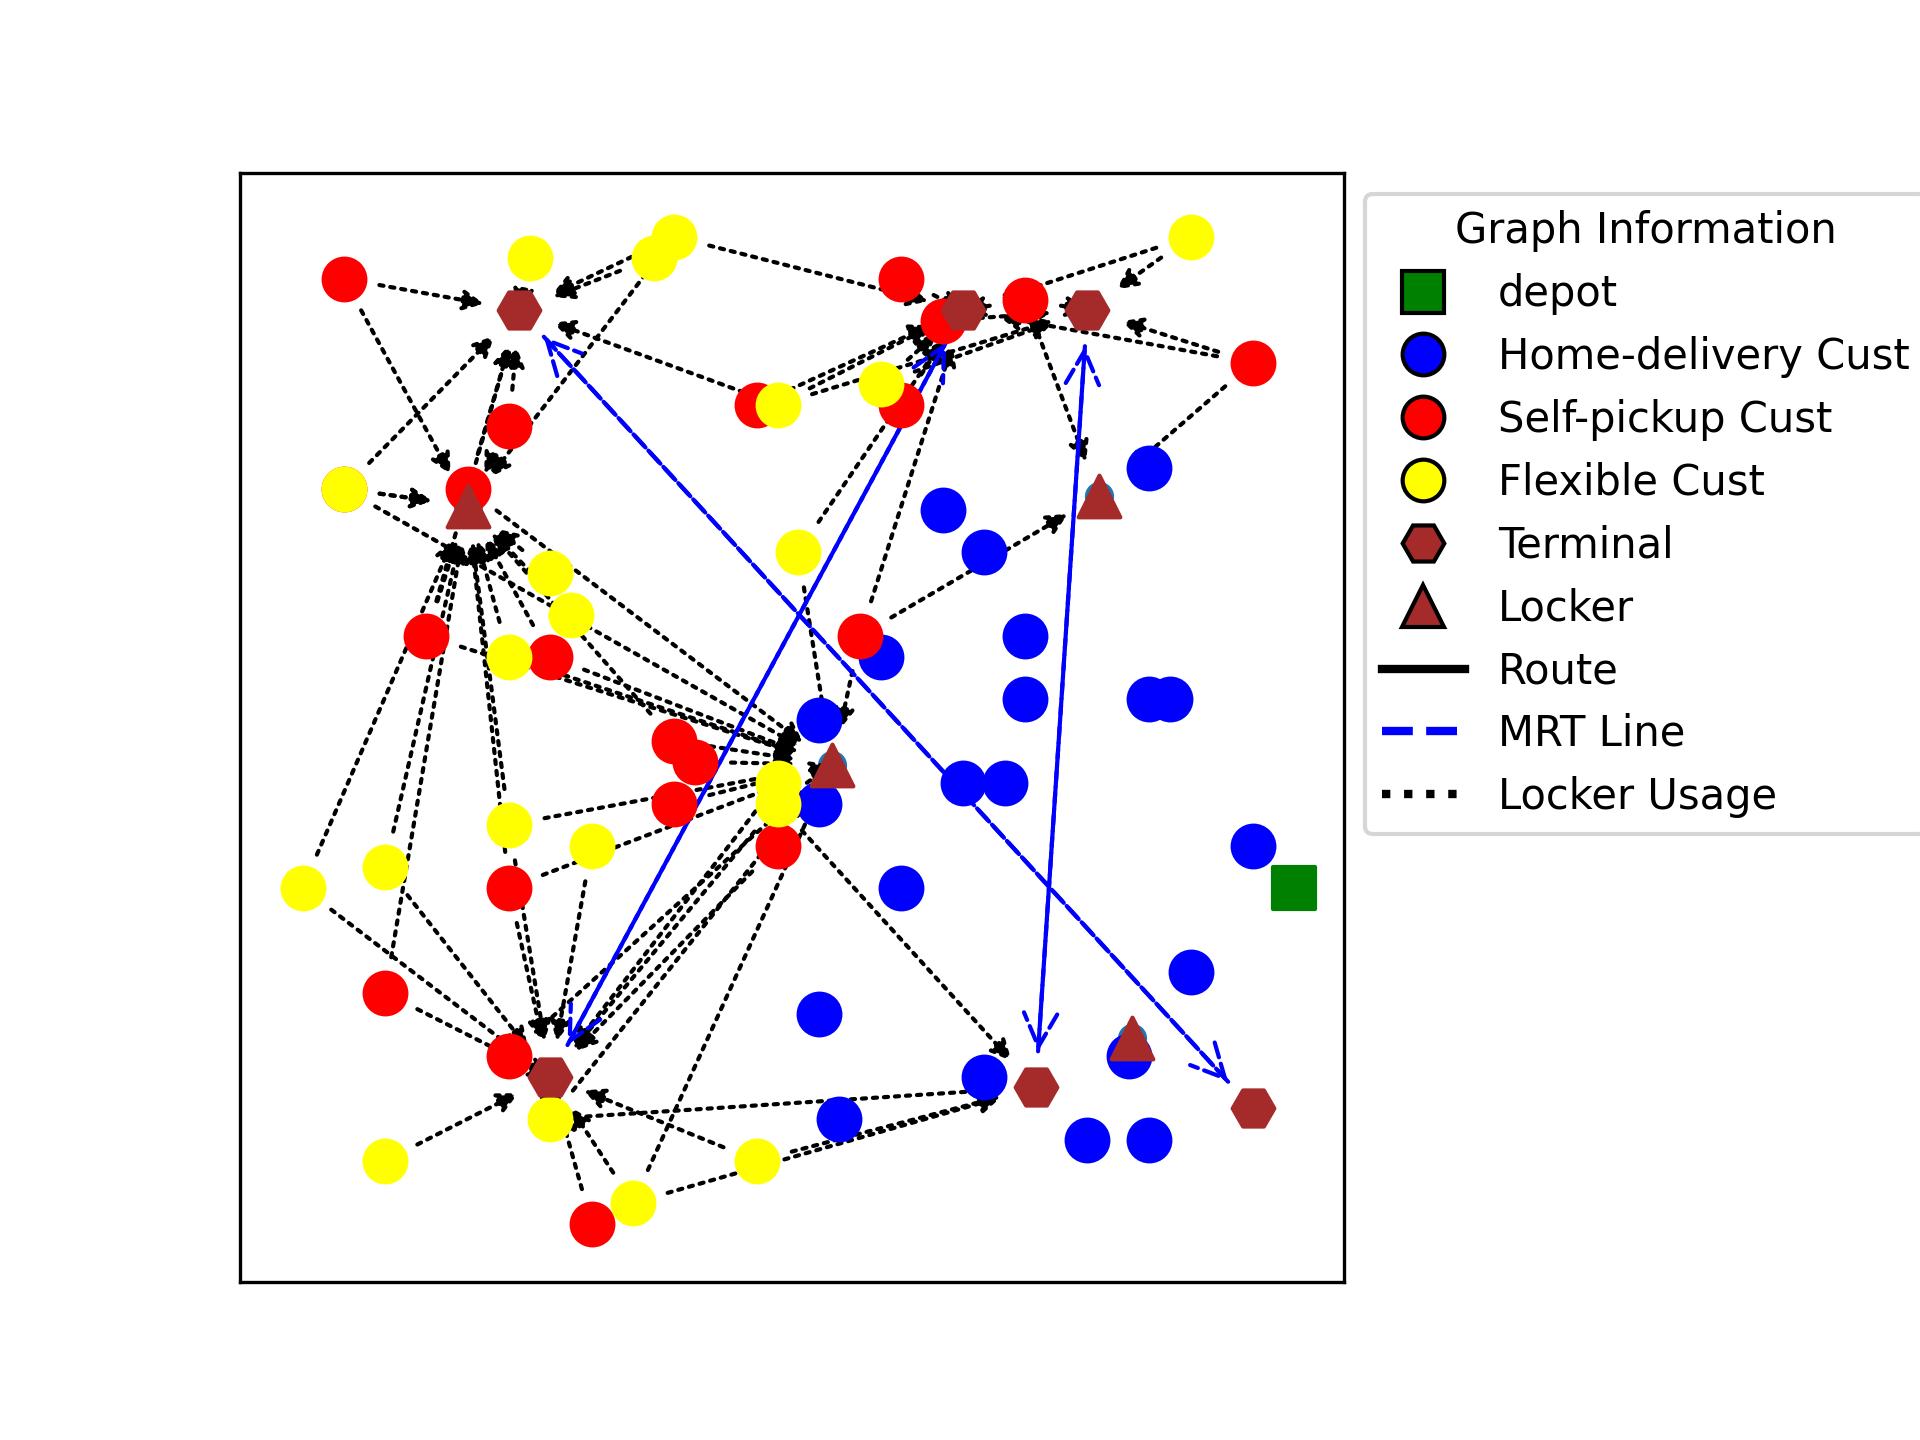 Graph Information
depot
Home-delivery Cust
Self-pickup Cust
Flexible Cust
Terminal
Locker
Route
MRT Line
Locker Usage